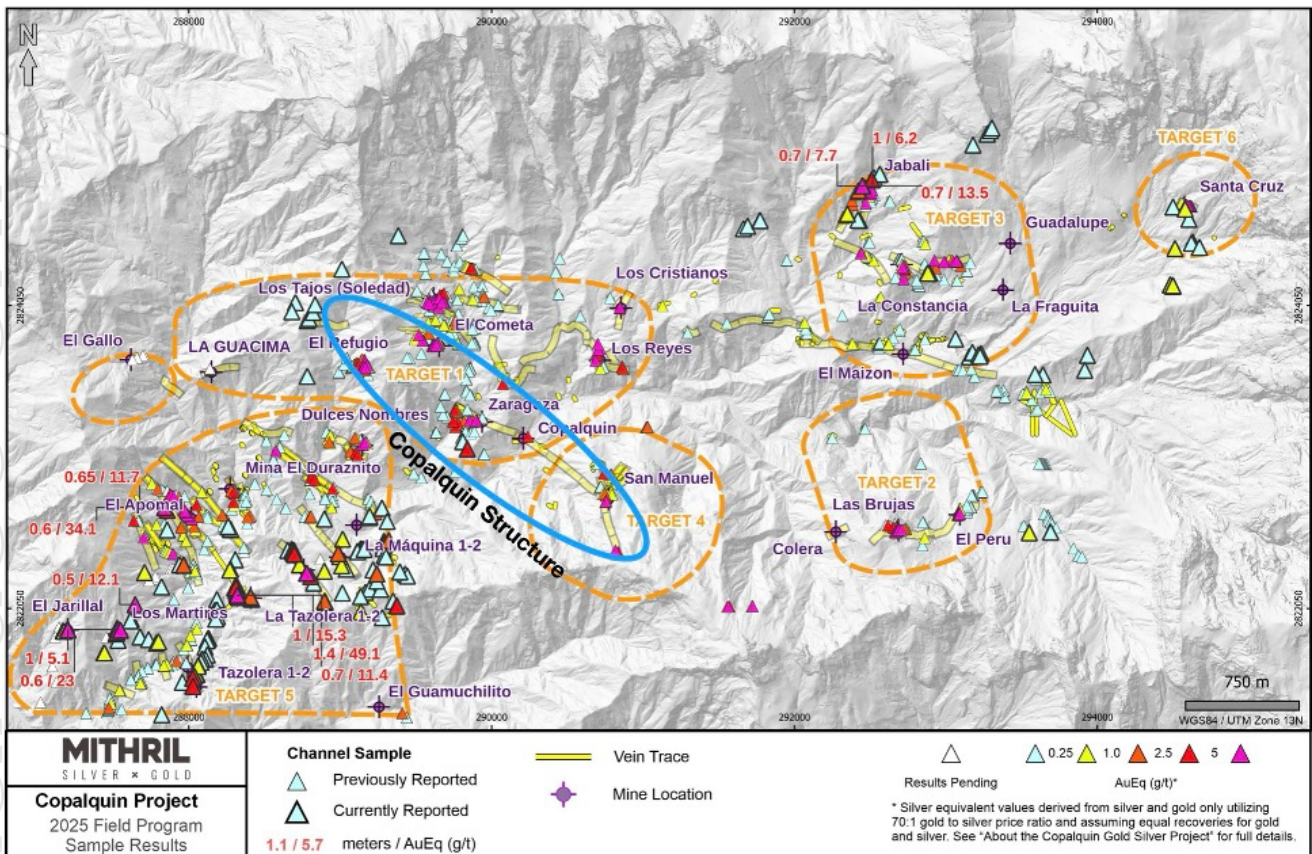 288000
290000
292000
294000
N
TARGET 6
1 / 6.2
0.7 / 7.7
Jabali
Santa Cruz
0.7 / 13.5
TARGET 3
Guadalupe
Los Cristianos
Los Tajos (Soledad)
2824050
2824050
La Constancia
La Fraguita
El Cometa
El Gallo
LA GUACIMA
El Refugio
Los Reyes
TARGET 1
El Maizon
Zaragoza
Dulces Nombres
Copalquin
Copalquin Structure
Mina El Duraznito
0.65 / 11.7
San Manuel
TARGET 2
El Apomal
Las Brujas
0.6 / 34.1
TARGET 4
La Máquina 1-2
Colera
El Peru
0.5 / 12.1
El Jarillal
Los Martires
La Tazolera 1-2
2822050
2822050
1 / 15.3
1 / 5.1
1.4 / 49.1
0.6 / 23
Tazolera 1-2
0.7 / 11.4
TARGET 5
El Guamuchilito
750 m
WGS84 / UTM Zone 13N
288000
290000
292000
294000
MITHRIL
SILVER × GOLD
Copalquin Project
2025 Field Program
Sample Results
Channel Sample
Previously Reported
Currently Reported
1.1 / 5.7 meters / AuEq (g/t)
Vein Trace
Mine Location
0.25 1.0 2.5 5
Results Pending
AuEq (g/t)*
* Silver equivalent values derived from silver and gold only utilizing
70:1 gold to silver price ratio and assuming equal recoveries for gold
and silver. See "About the Copalquin Gold Silver Project" for full details.